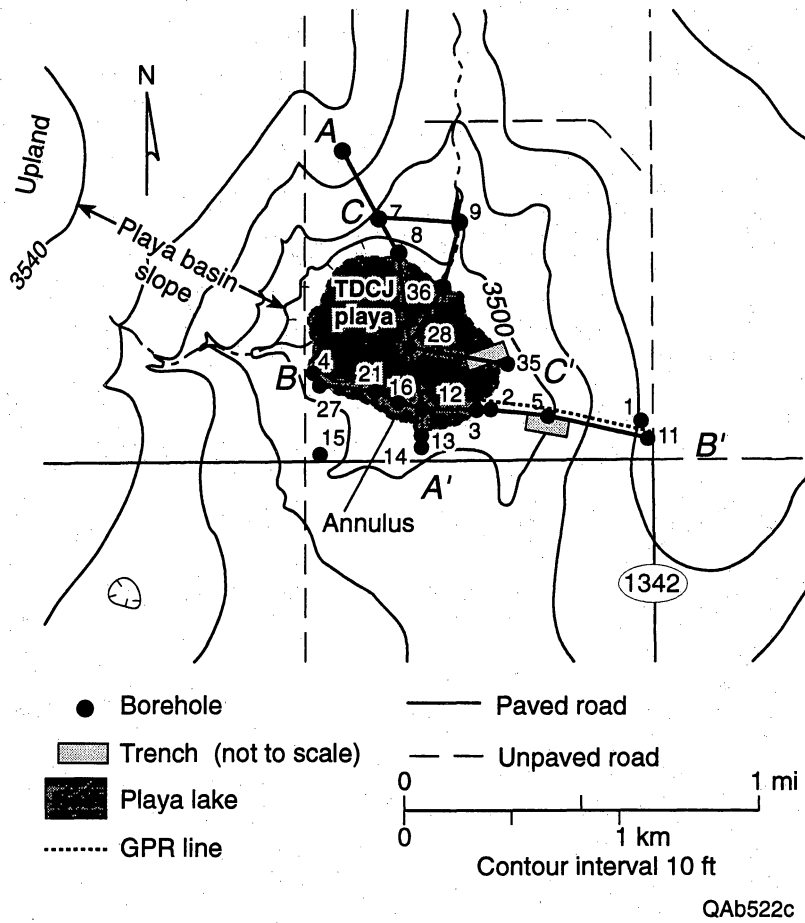 N
A
Upland
C
7
9
8
Playa basin
slope
3540
TDCJ
playa
36
3500
28
35
C'
4
B
21
16
12
2
5
1
27
3
11
15
13
B'
14
A'
Annulus
1342
Borehole
Paved road
Trench (not to scale)
Unpaved road
Playa lake
0
1 mi
0
1 km
GPR line
Contour interval 10 ft
QAb522c